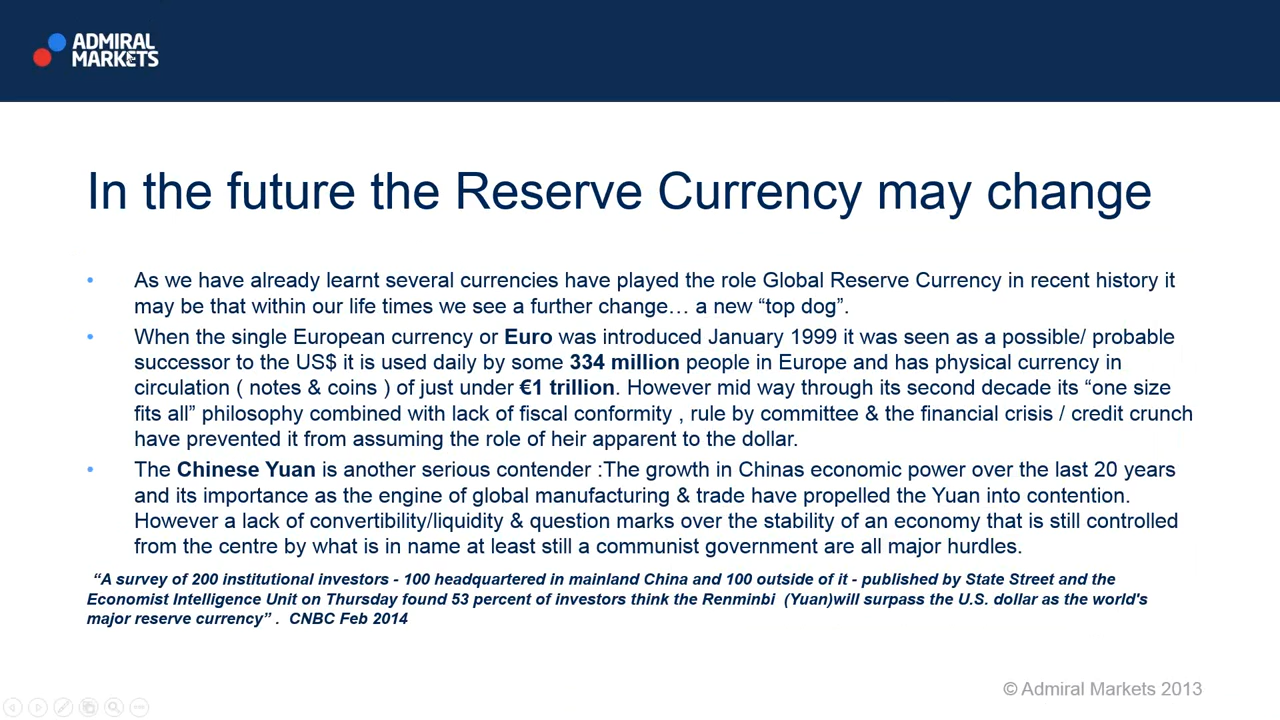 ADMIRAL
MARKETS
In the future the Reserve Currency may change
• As we have already learnt several currencies have played the role Global Reserve Currency in recent history it
may be that within our life times we see a further change… a new “top dog”.
• When the single European currency or Euro was introduced January 1999 it was seen as a possible/ probable
successor to the US$ it is used daily by some 334 million people in Europe and has physical currency in
circulation ( notes & coins ) of just under €1 trillion. However mid way through its second decade its “one size
fits all” philosophy combined with lack of fiscal conformity , rule by committee & the financial crisis / credit crunch
have prevented it from assuming the role of heir apparent to the dollar.
• The Chinese Yuan is another serious contender :The growth in Chinas economic power over the last 20 years
and its importance as the engine of global manufacturing & trade have propelled the Yuan into contention.
However a lack of convertibility/liquidity & question marks over the stability of an economy that is still controlled
from the centre by what is in name at least still a communist government are all major hurdles.
“A survey of 200 institutional investors - 100 headquartered in mainland China and 100 outside of it - published by State Street and the
Economist Intelligence Unit on Thursday found 53 percent of investors think the Renminbi (Yuan)will surpass the U.S. dollar as the world's
major reserve currency” . CNBC Feb 2014
© Admiral Markets 2013